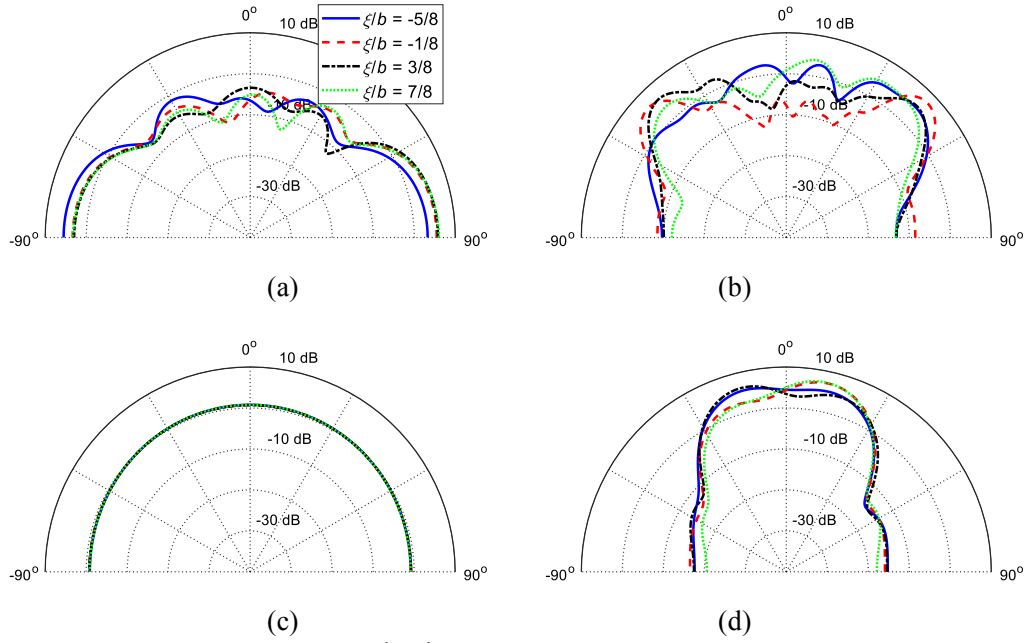 0° 10 dB
ξ/b = -5/8
ξ/b = -1/8
ξ/b = 3/8
ξ/b = 7/8
-30 dB
-90° 90°
(a)
0° 10 dB
-10 dB
-30 dB
-90° 90°
(b)
0° 10 dB
-10 dB
-30 dB
-90° 90°
(c)
0° 10 dB
-10 dB
-30 dB
-90° 90°
(d)